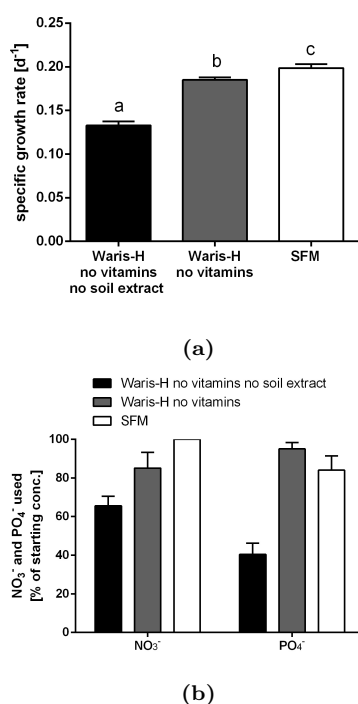 specific growth rate [d⁻¹]
0.25
0.20
0.15
0.10
0.05
0.00
a
b
c
Waris-H
no vitamins
no soil extract
Waris-H
no vitamins
SFM
(a)
Waris-H no vitamins no soil extract
Waris-H no vitamins
SFM
NO₃⁻ and PO₄⁻ used
[% of starting conc.]
100
80
60
40
20
0
NO₃⁻
PO₄⁻
(b)